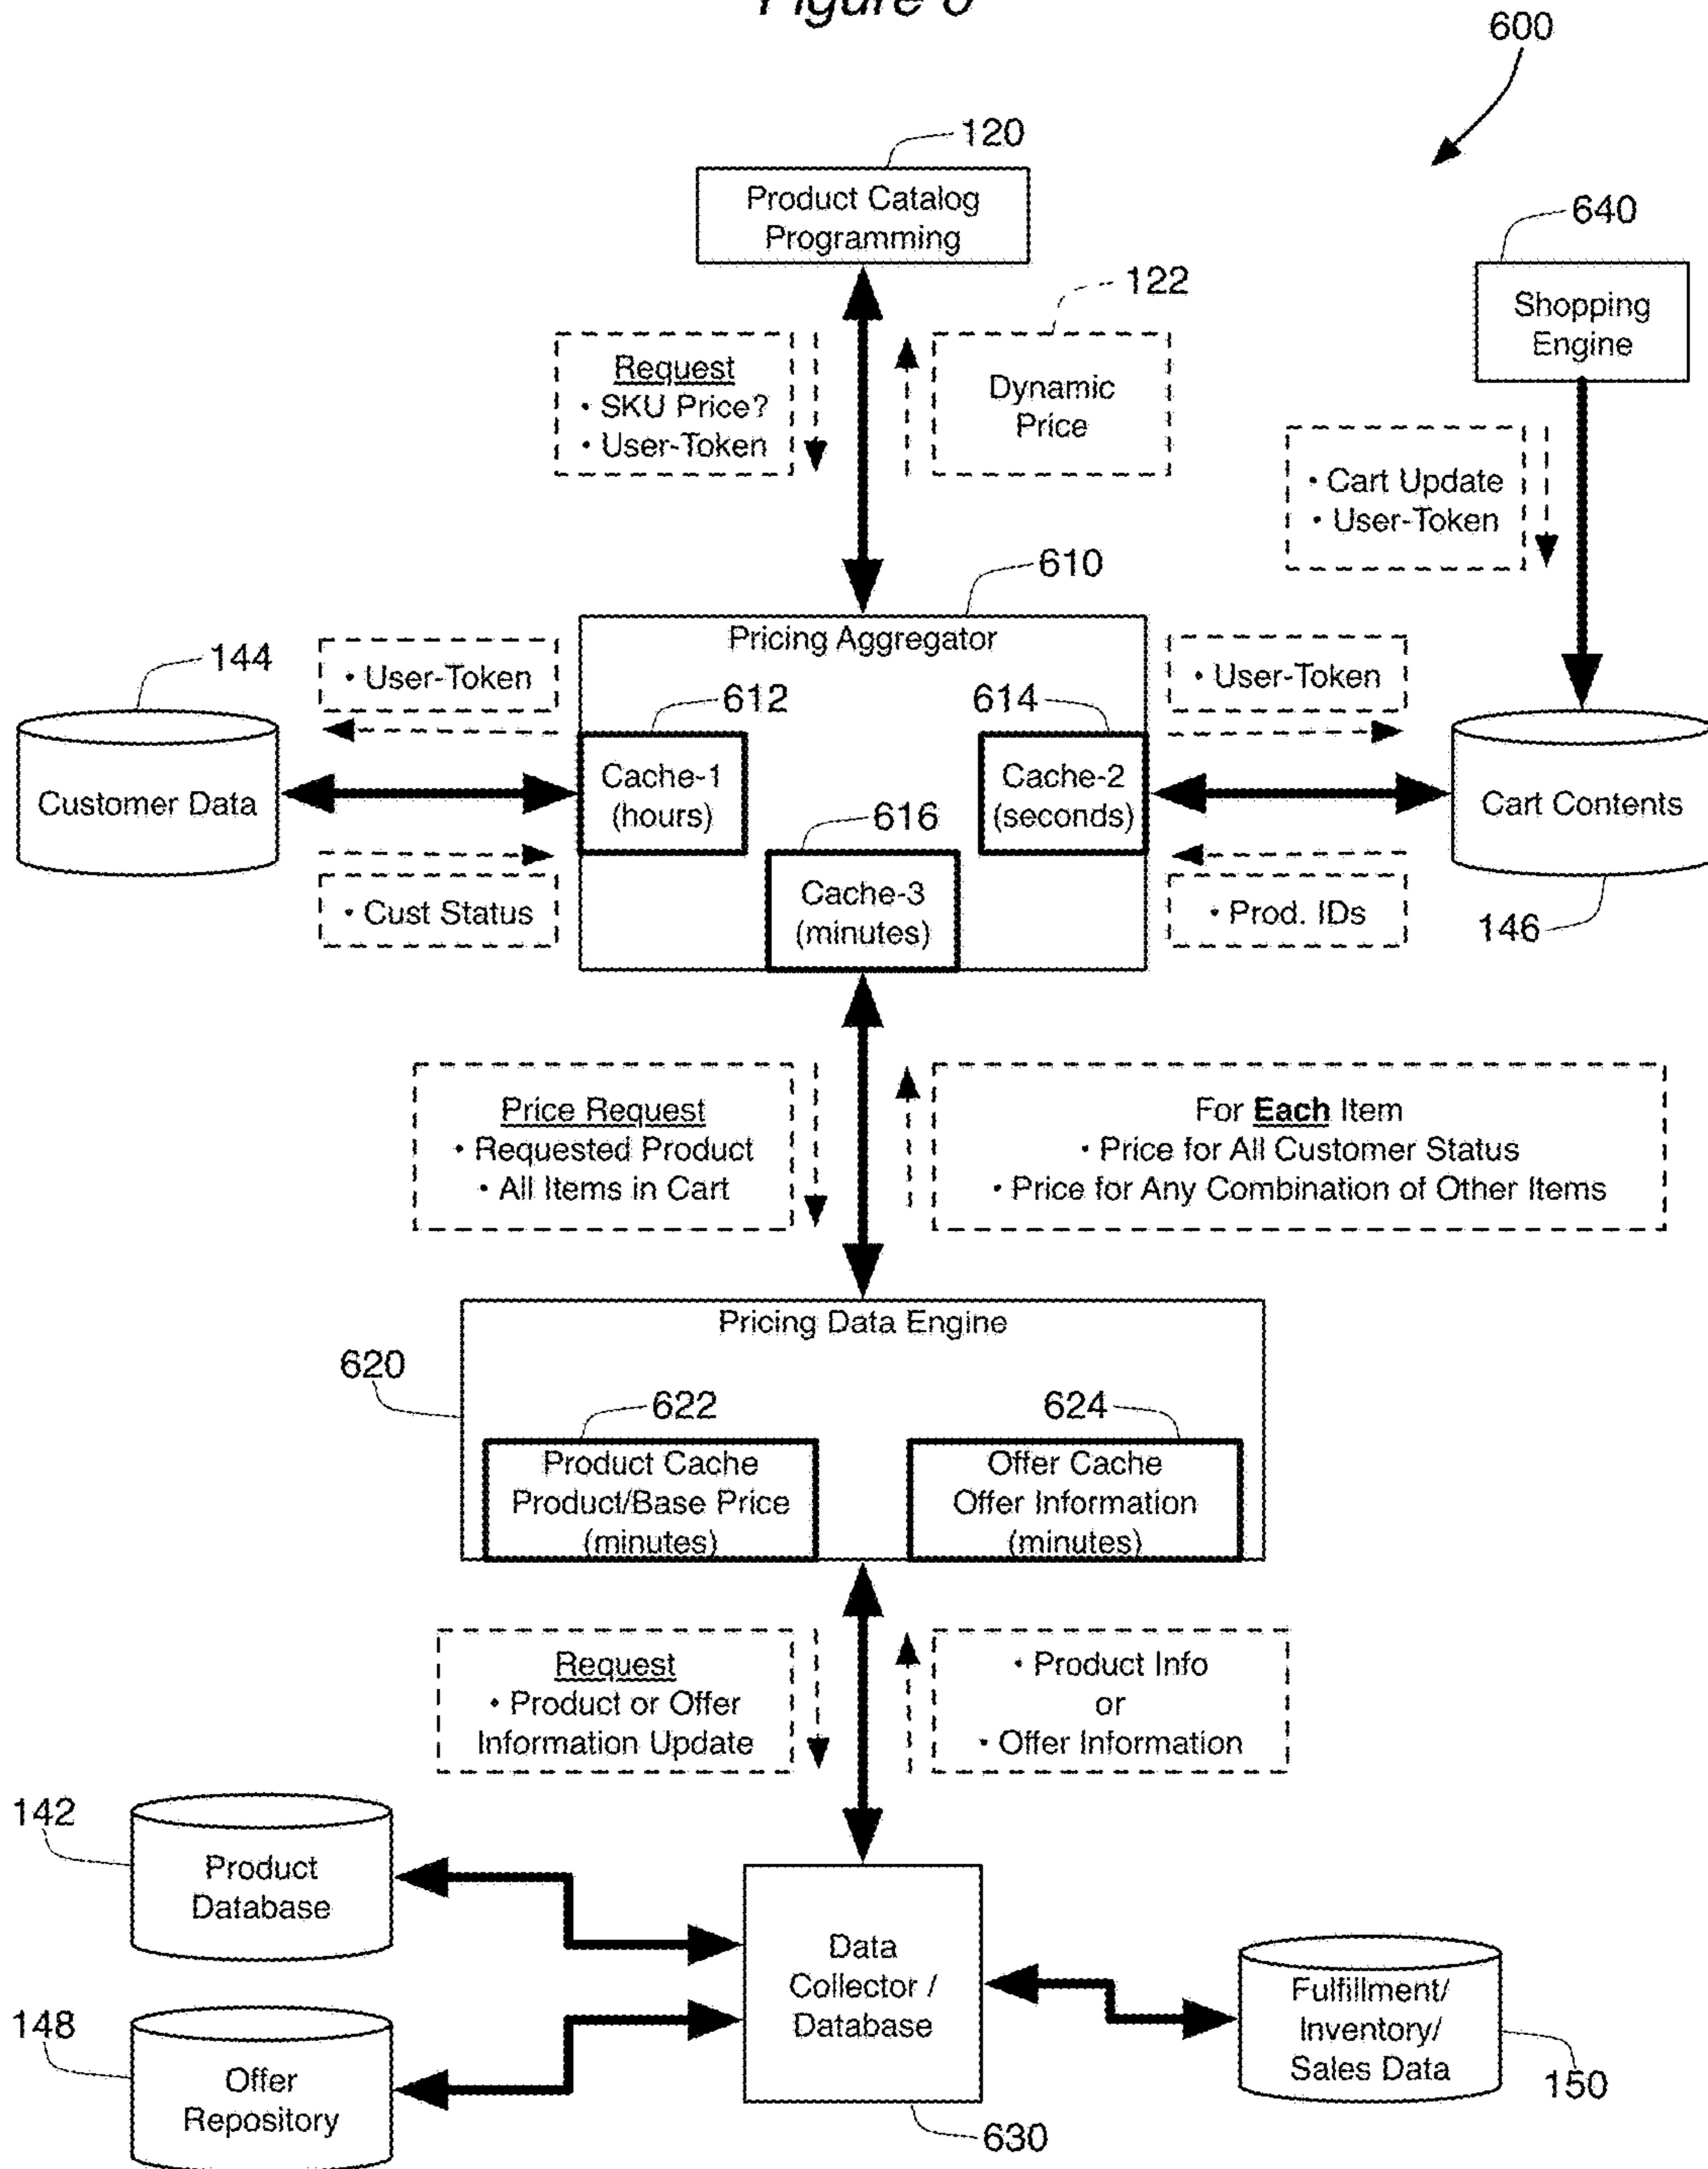 Figure 6
600
120
Product Catalog
Programming
640
Shopping
Engine
122
Request
• SKU Price?
• User-Token
Dynamic
Price
• Cart Update
• User-Token
610
Pricing Aggregator
144
• User-Token
612
614
• User-Token
Customer Data
Cache-1
(hours)
616
Cache-2
(seconds)
Cart Contents
• Cust Status
Cache-3
(minutes)
• Prod. IDs
146
Price Request
• Requested Product
• All Items in Cart
For Each Item
• Price for All Customer Status
• Price for Any Combination of Other Items
Pricing Data Engine
620
622
624
Product Cache
Product/Base Price
(minutes)
Offer Cache
Offer Information
(minutes)
Request
• Product or Offer
Information Update
• Product Info
or
• Offer Information
142
Product
Database
Data
Collector /
Database
Fulfillment/
Inventory/
Sales Data
148
Offer
Repository
150
630